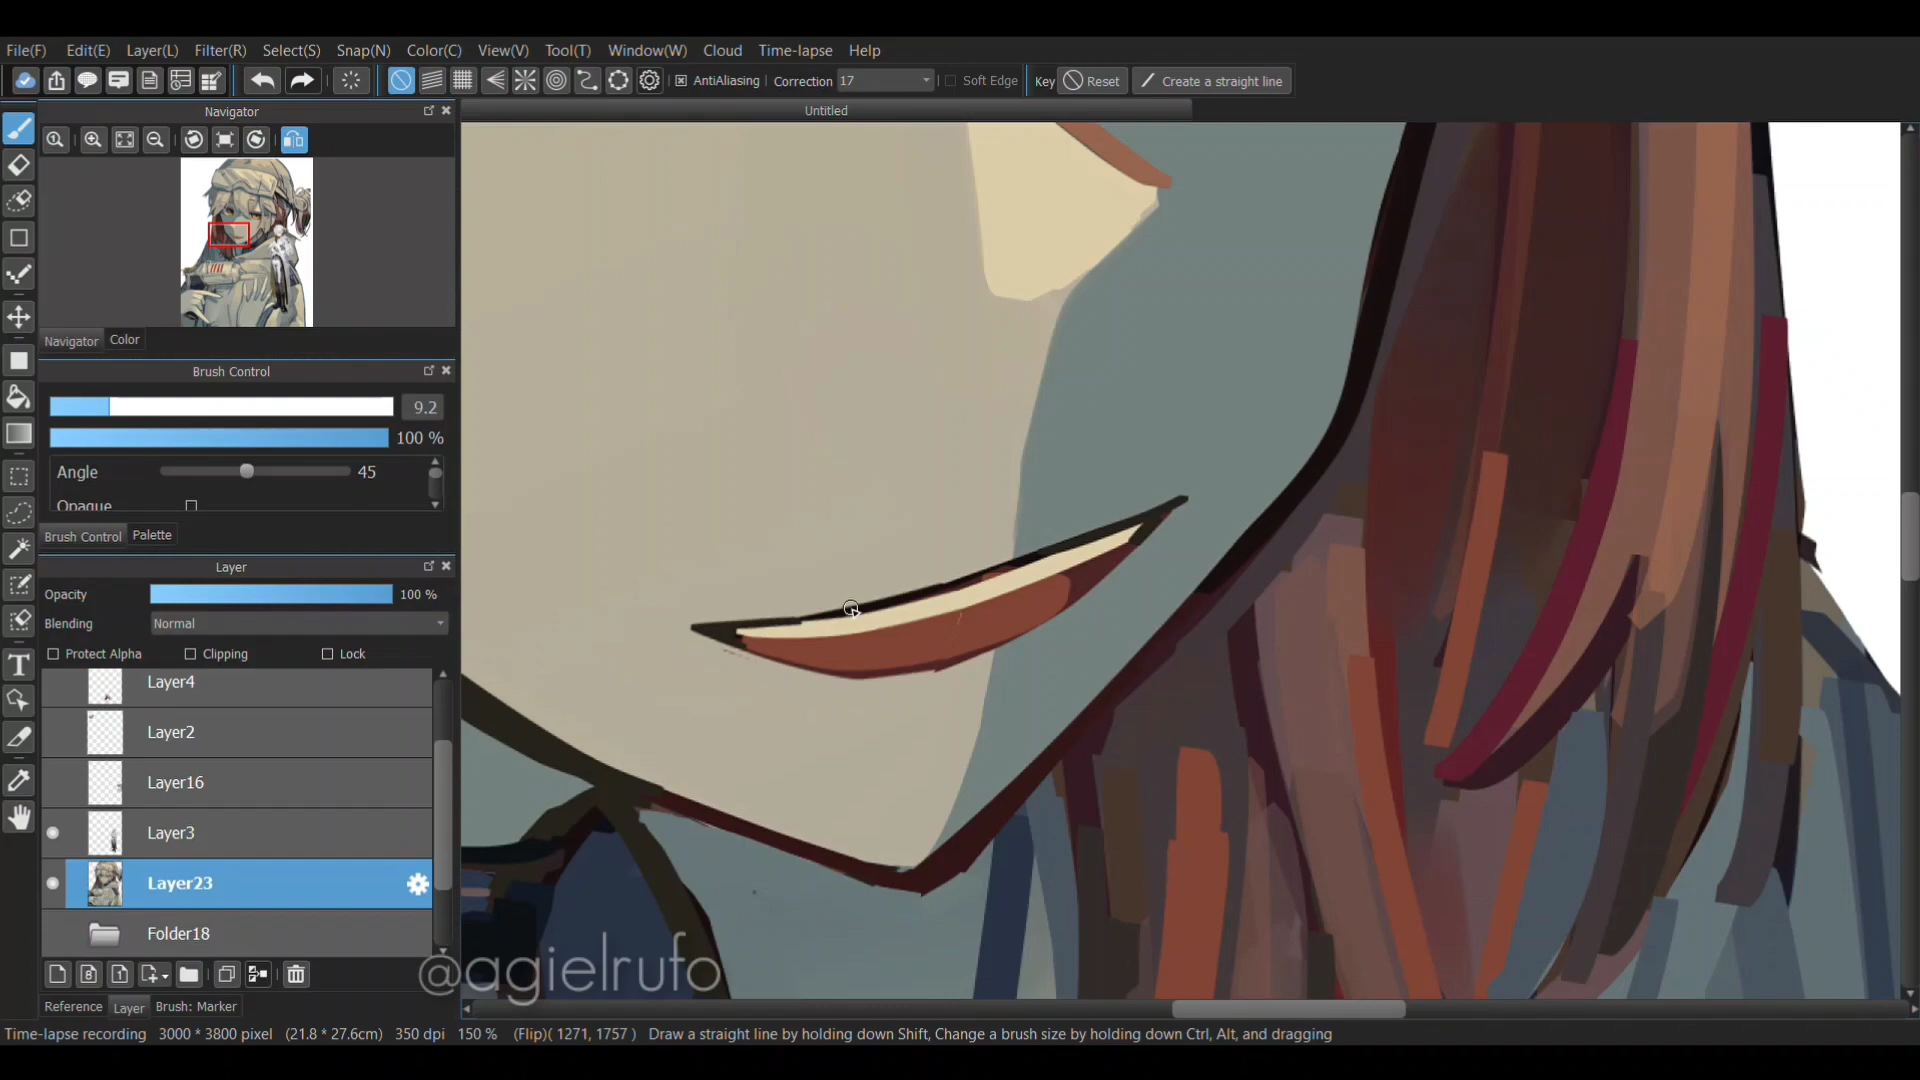 File(F) Edit(E) Layer(L) Filter(R) Select(S) Snap(N) Color(C) View(V) Tool(T) Window(W) Cloud Time-lapse Help
AntiAliasing Correction 17 Soft Edge Key Reset Create a straight line
Navigator
Untitled
Navigator Color
Brush Control
9.2
100 %
Angle 45
Opaque
Brush Control Palette
Layer
Opacity 100 %
Blending Normal
Protect Alpha Clipping Lock
Layer4
Layer2
Layer16
Layer3
Layer23
Folder18
@agielrufo
Reference Layer Brush: Marker
Time-lapse recording 3000 * 3800 pixel (21.8 * 27.6cm) 350 dpi 150 % (Flip)( 1271, 1757 ) Draw a straight line by holding down Shift, Change a brush size by holding down Ctrl, Alt, and dragging